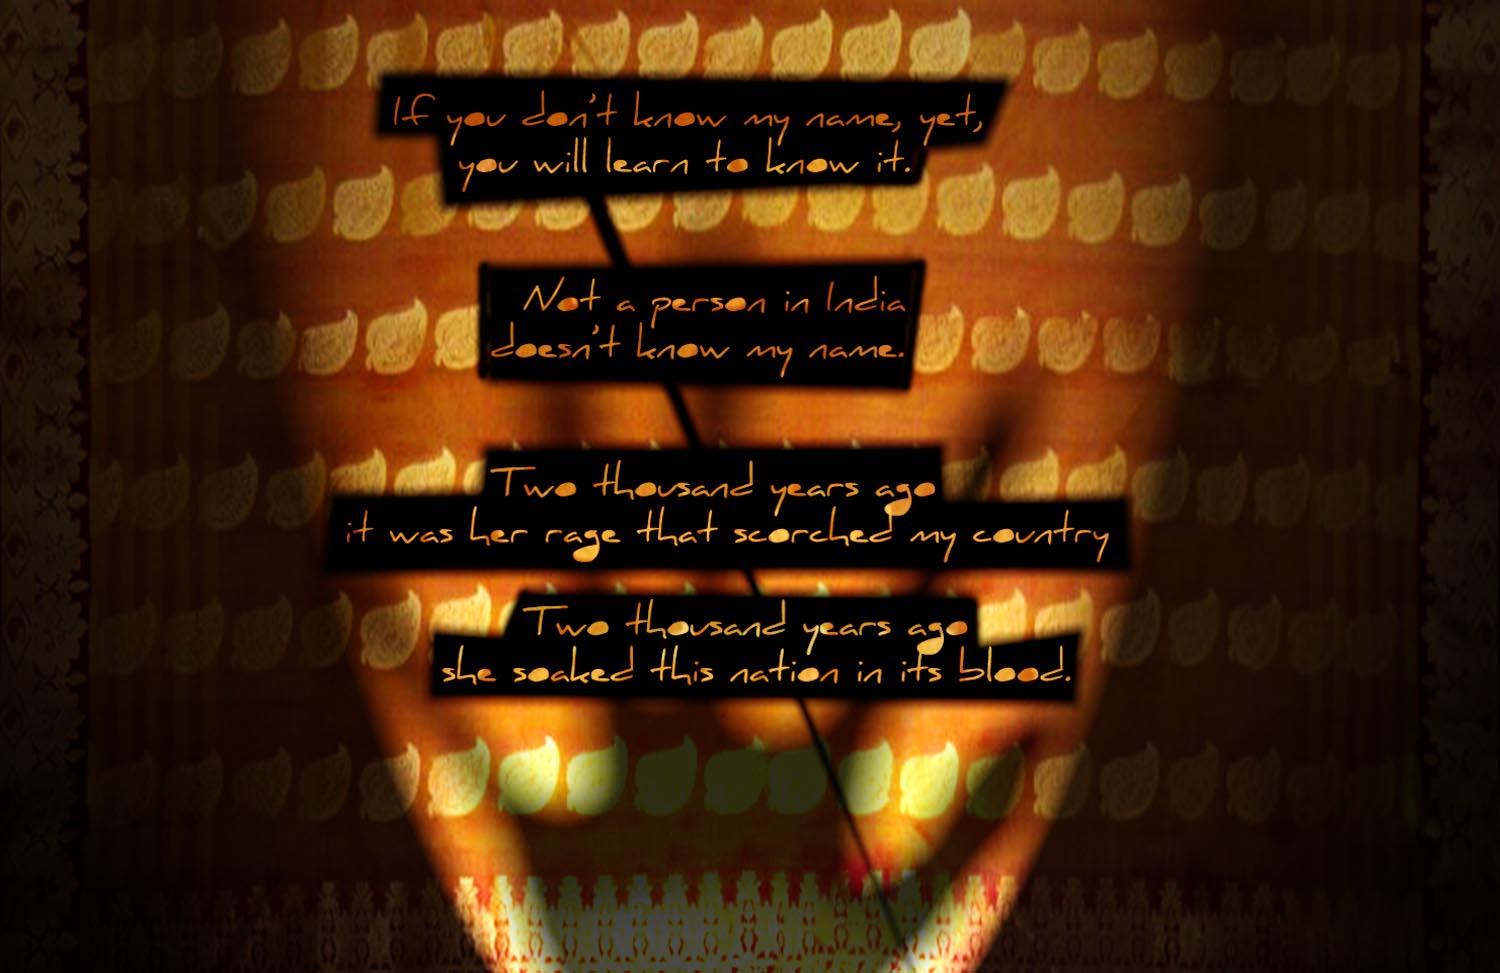 If you don't know my name, yet,
you will learn to know it.
Not a person in India
doesn't know my name.
Two thousand years ago
it was her rage that scorched my country
Two thousand years ago
she soaked this nation in its blood.